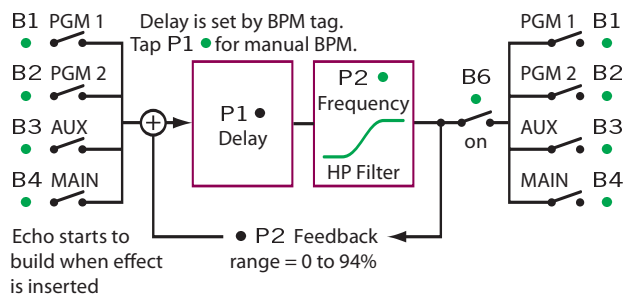 B1 PGM 1
B2 PGM 2
B3 AUX
B4 MAIN
Delay is set by BPM tag.
Tap P1 ● for manual BPM.
P1 ●
Delay
P2 ●
Frequency
HP Filter
B6
on
PGM 1 B1
PGM 2 B2
AUX B3
MAIN B4
● P2 Feedback
range = 0 to 94%
Echo starts to
build when effect
is inserted